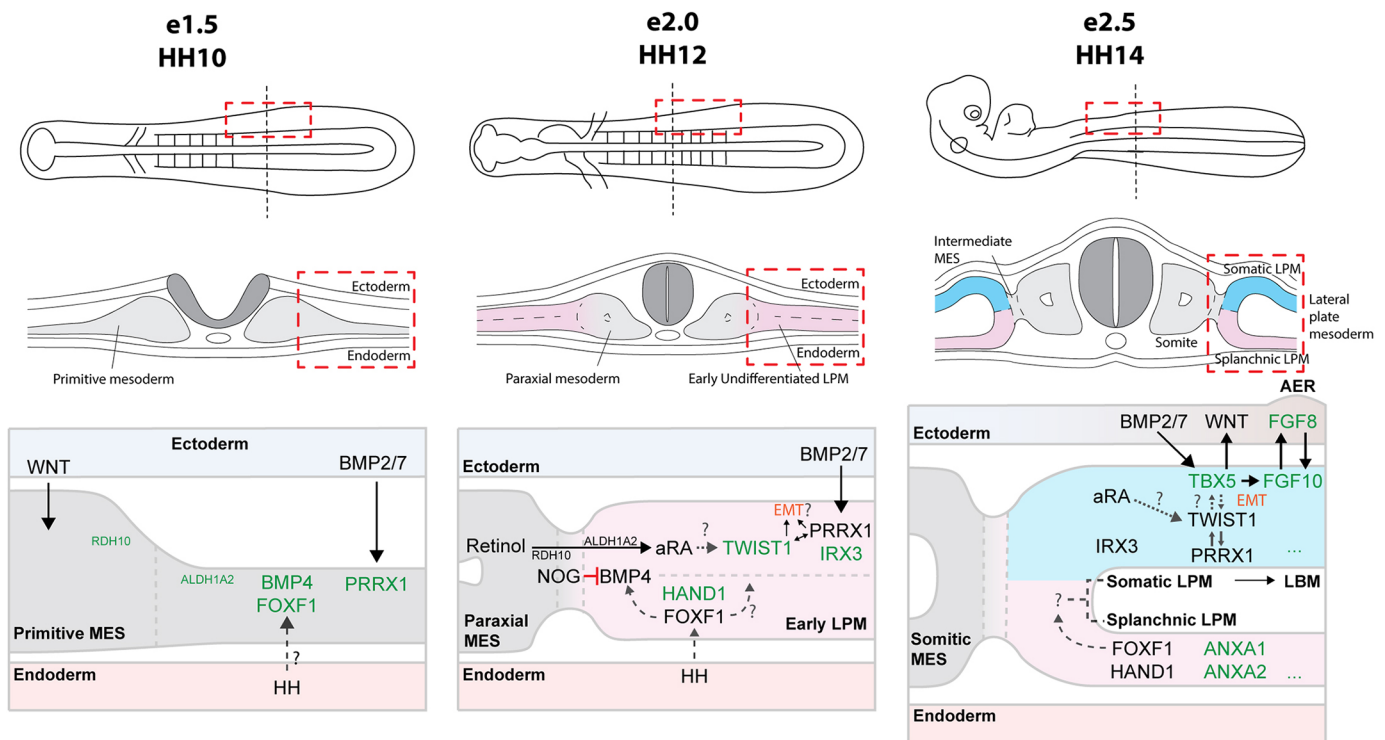 e1.5
HH10
e2.0
HH12
e2.5
HH14
Ectoderm
Endoderm
Primitive mesoderm
Ectoderm
Endoderm
Paraxial mesoderm
Early Undifferentiated LPM
Intermediate
MES
Somatic LPM
Lateral
plate
mesoderm
Somite
Splanchnic LPM
Ectoderm
WNT
BMP2/7
RDH10
ALDH1A2
BMP4
FOXF1
PRRX1
Primitive MES
?
Endoderm
HH
BMP2/7
Ectoderm
EMT?
PRRX1
IRX3
Retinol
RDH10
ALDH1A2
aRA
?
TWIST1
NOG
BMP4
HAND1
FOXF1
?
Paraxial
MES
Early LPM
Endoderm
HH
AER
BMP2/7
WNT
FGF8
Ectoderm
TBX5
FGF10
aRA
?
?
EMT
TWIST1
IRX3
PRRX1
...
Somatic LPM
LBM
?
Splanchnic LPM
Somitic
MES
FOXF1
ANXA1
HAND1
ANXA2
...
Endoderm